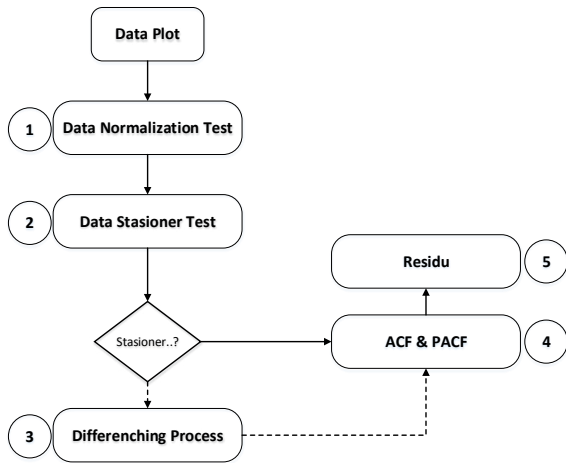 Data Plot
1
Data Normalization Test
2
Data Stasioner Test
Stasioner..?
Residu
5
ACF & PACF
4
3
Differenching Process